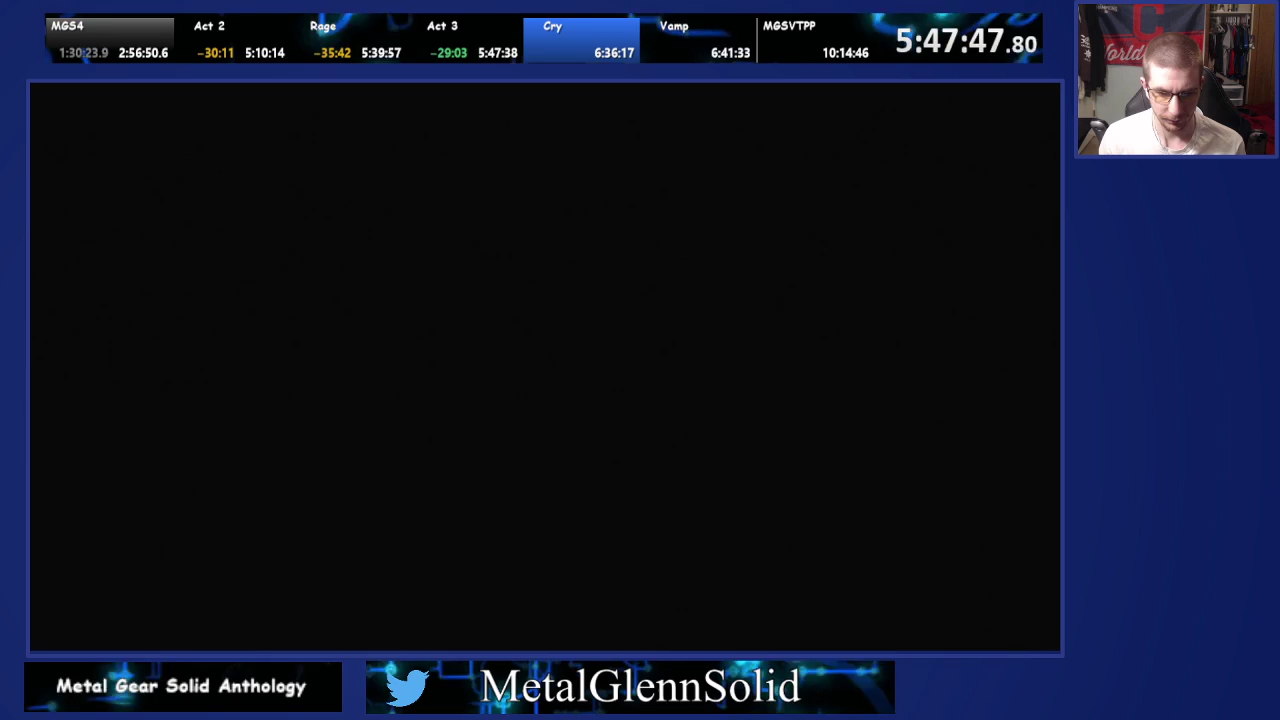 MGS4
1:30:23.9 2:56:50.6
Act 2
-30:11 5:10:14
Rage
-35:42 5:39:57
Act 3
-29:03 5:47:38
Cry
6:36:17
Vamp
6:41:33
MGSVTPP
10:14:46
5:47:47.80
C
World
Metal Gear Solid Anthology
MetalGlennSolid